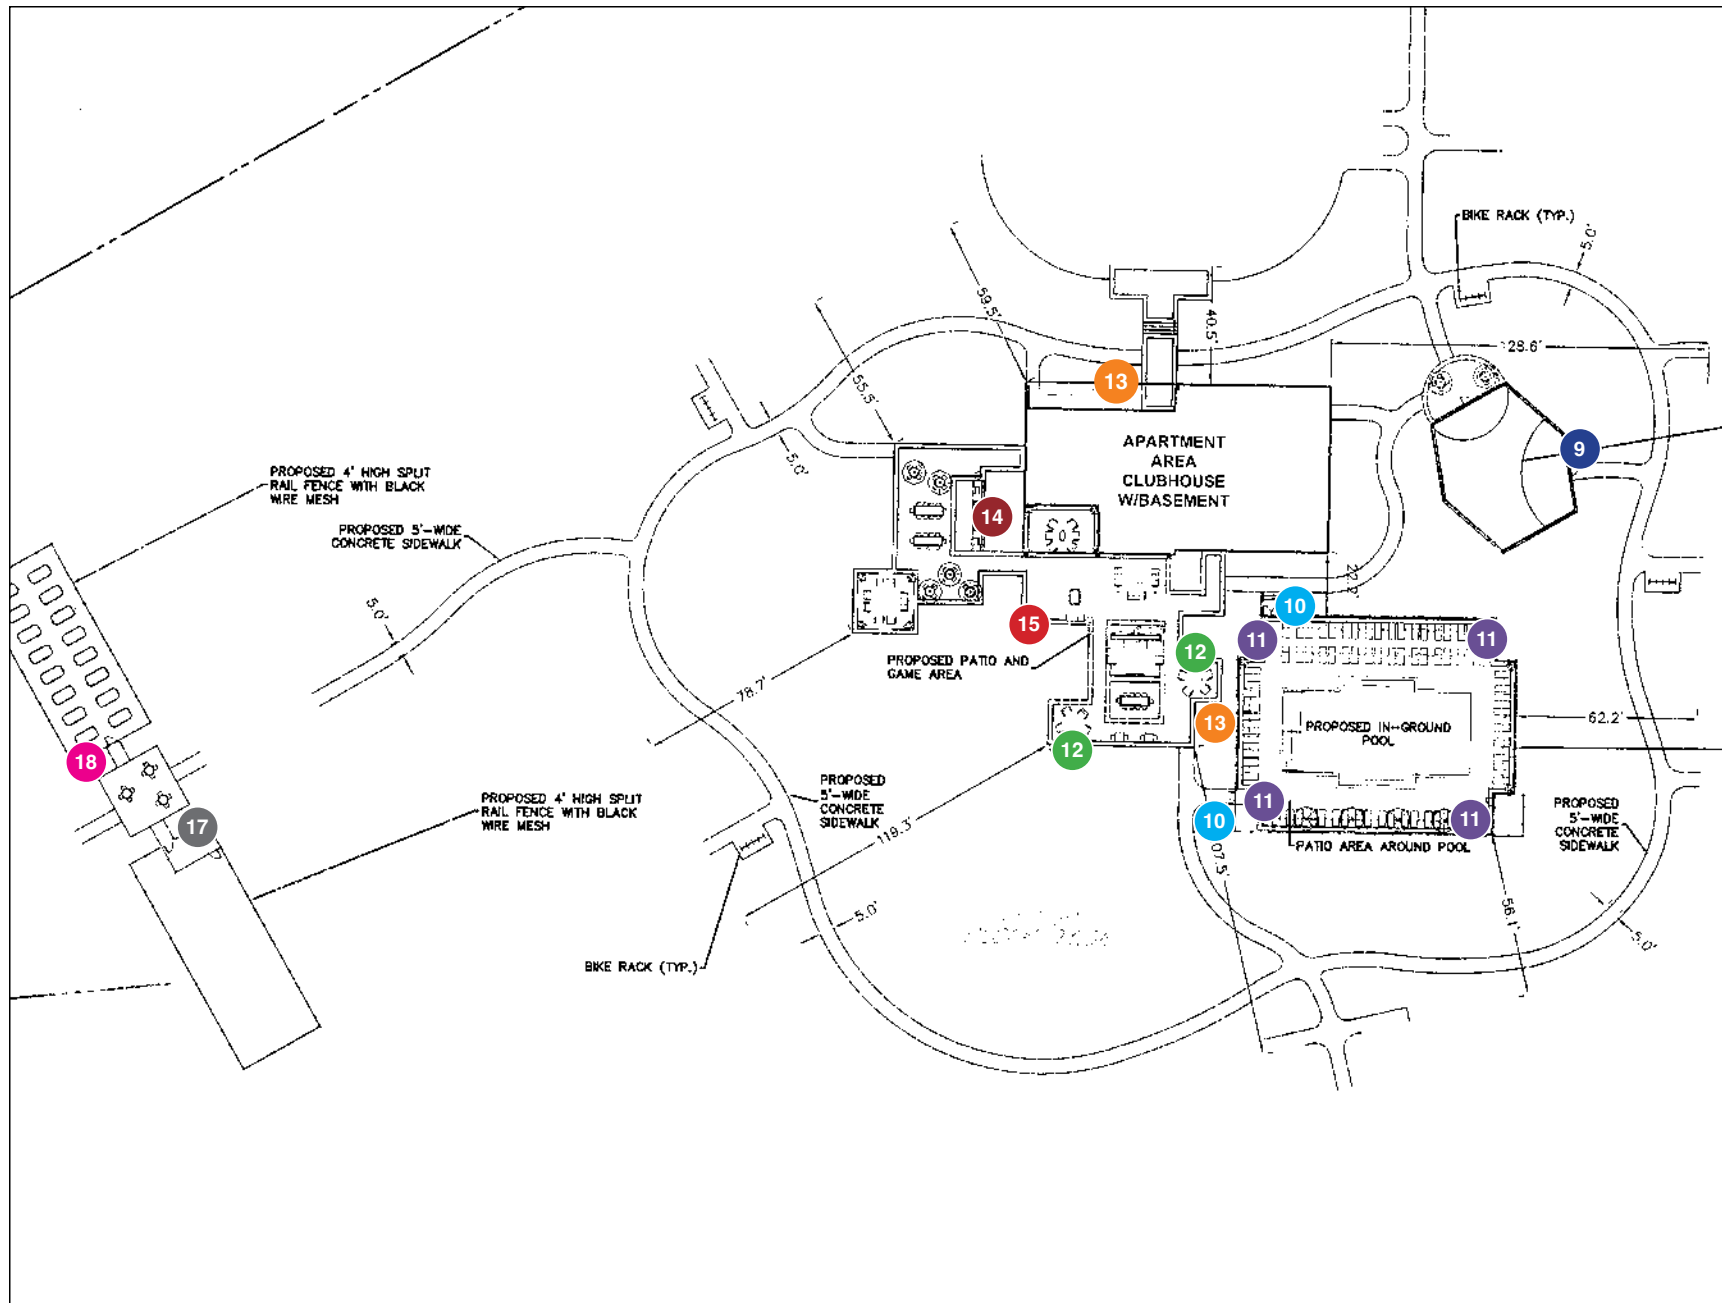 BIKE RACK (TYP.)
5.0'
59.5'
40.5'
28.6'
55.5'
13
5.0'
APARTMENT
AREA
CLUBHOUSE
W/BASEMENT
9
PROPOSED 4' HIGH SPLIT
RAIL FENCE WITH BLACK
WIRE MESH
14
PROPOSED 5'-WIDE
CONCRETE SIDEWALK
5.0'
10
15
11
11
12
PROPOSED PATIO AND
GAME AREA
78.7'
13
62.2'
PROPOSED IN-GROUND
POOL
12
18
PROPOSED 4' HIGH SPLIT
RAIL FENCE WITH BLACK
WIRE MESH
PROPOSED
5'-WIDE
CONCRETE
SIDEWALK
11
11
PROPOSED
5'-WIDE
CONCRETE
SIDEWALK
10
17
119.3'
PATIO AREA AROUND POOL
07.5'
5.0'
56.1'
5.0'
BIKE RACK (TYP.)